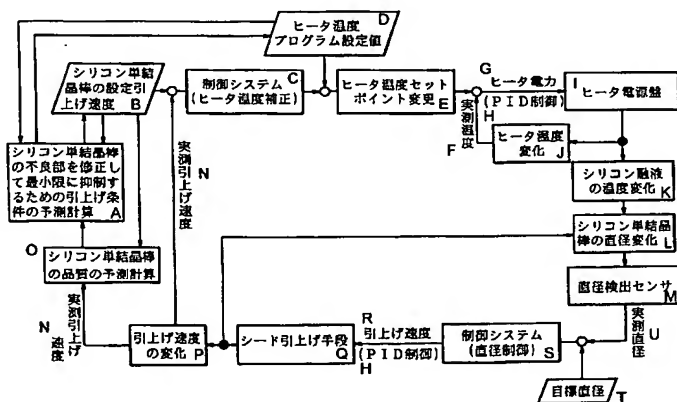 ヒータ温度 D
プログラム設定値
シリコン単結
晶棒の設定引
上げ速度 B
制御システム C
(ヒータ温度補正)
ヒータ温度セット
ポイント変更 E
G
ヒータ電力
(PID制御)
H
I
ヒータ電源盤
実測温度
F
ヒータ温度
変化 J
シリコン融液
の温度変化 K
シリコン単結晶棒
の不良部を修正し
て最小限に抑制す
るための引上げ条
件の予測計算 A
実測引上げ速度
N
シリコン単結晶
棒の直径変化 L
O
シリコン単結晶
棒の品質の予測計算
直径検出センサ
M
実測直径
U
N
実測引上げ
速度
引上げ速度
の変化 P
シード引上げ手段
Q
R
引上げ速度
(PID制御)
H
制御システム
(直径制御) S
目標直径 T